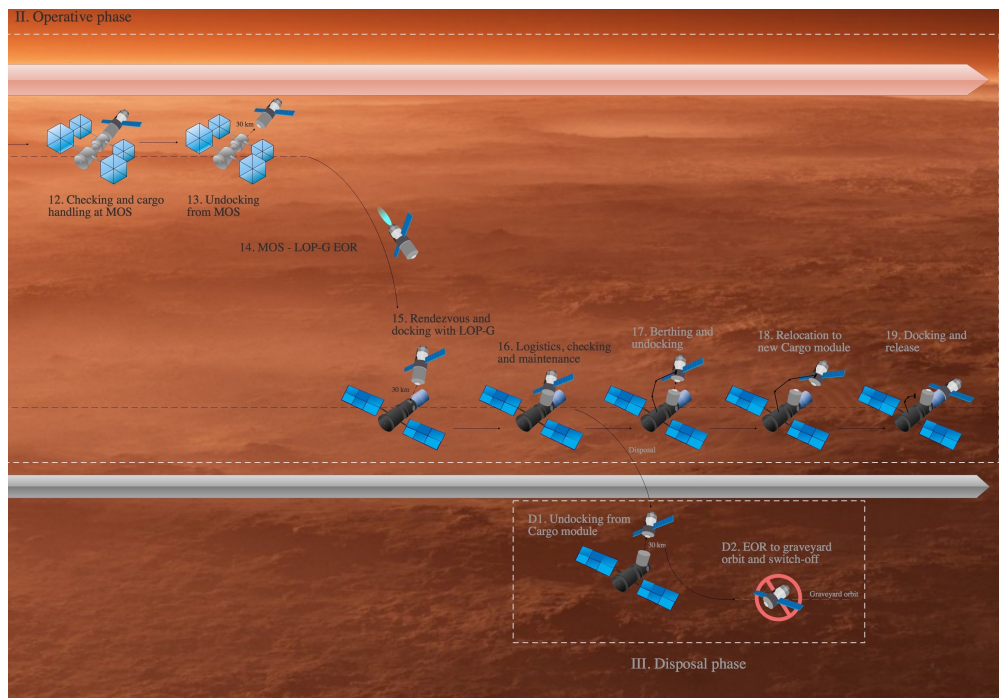 II. Operative phase
30 km
12. Checking and cargo
handling at MOS
13. Undocking
from MOS
14. MOS - LOP-G EOR
15. Rendezvous and
docking with LOP-G
30 km
16. Logistics, checking
and maintenance
17. Berthing and
undocking
18. Relocation to
new Cargo module
19. Docking and
release
Disposal
D1. Undocking from
Cargo module
30 km
D2. EOR to graveyard
orbit and switch-off
Graveyard orbit
III. Disposal phase